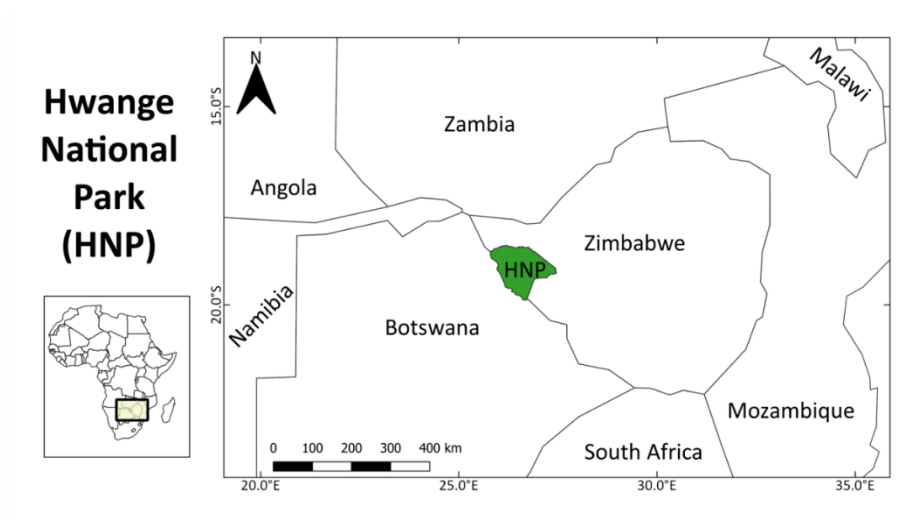 Hwange
National
Park
(HNP)
N
Malawi
15.0°S
Zambia
Angola
Zimbabwe
HNP
Namibia
20.0°S
Botswana
Mozambique
South Africa
0 100 200 300 400 km
20.0°E 25.0°E 30.0°E 35.0°E